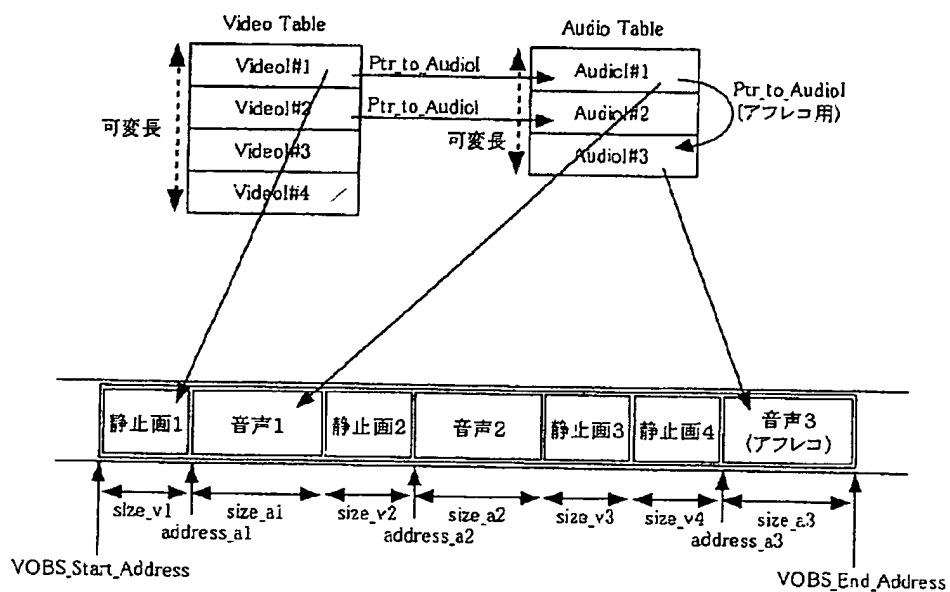 Video Table
VideoI#1
VideoI#2
VideoI#3
VideoI#4
可変長
Ptr_to_AudioI
Ptr_to_AudioI
Audio Table
AudioI#1
AudioI#2
AudioI#3
可変長
Ptr_to_AudioI
(アフレコ用)
静止画1
音声1
静止画2
音声2
静止画3
静止画4
音声3
(アフレコ)
size_v1
size_a1
size_v2
size_a2
size_v3
size_v4
size_a3
address_a1
address_a2
address_a3
VOBS_Start_Address
VOBS_End_Address